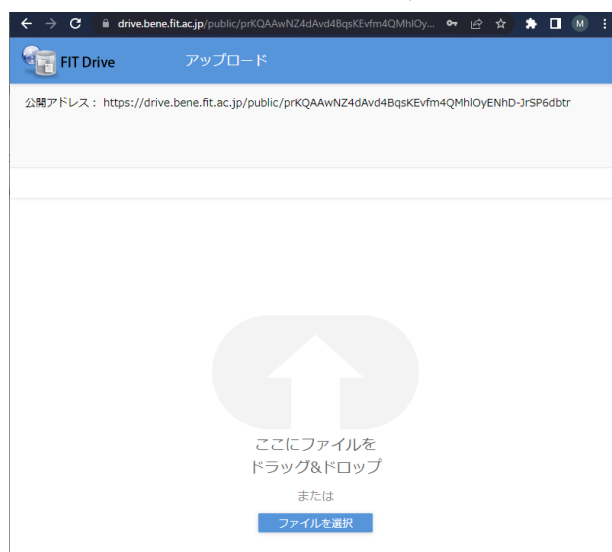 drive.bene.fit.ac.jp/public/prKQAAwNZ4dAvd4BqsKEvfm4QMhlOy...
M
FIT Drive
アップロード
公開アドレス： https://drive.bene.fit.ac.jp/public/prKQAAwNZ4dAvd4BqsKEvfm4QMhlOyENhD-JrSP6dbtr
ここにファイルを
ドラッグ&ドロップ
または
ファイルを選択